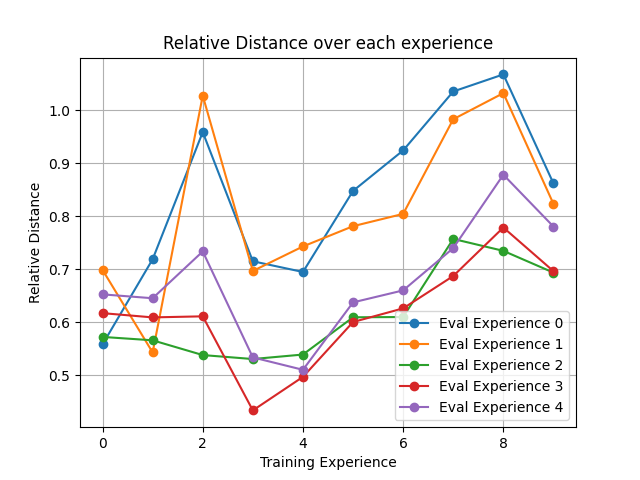 Relative Distance over each experience
Relative Distance
1.0
0.9
0.8
0.7
0.6
0.5
0 2 4 6 8
Training Experience
Eval Experience 0
Eval Experience 1
Eval Experience 2
Eval Experience 3
Eval Experience 4